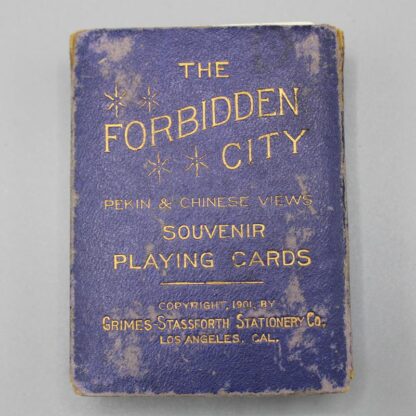 THE
FORBIDDEN
CITY
PEKIN & CHINESE VIEWS
SOUVENIR
PLAYING CARDS
COPYRIGHT, 1901, BY
GRIMES-STASSFORTH STATIONERY CO.,
LOS ANGELES, CAL.